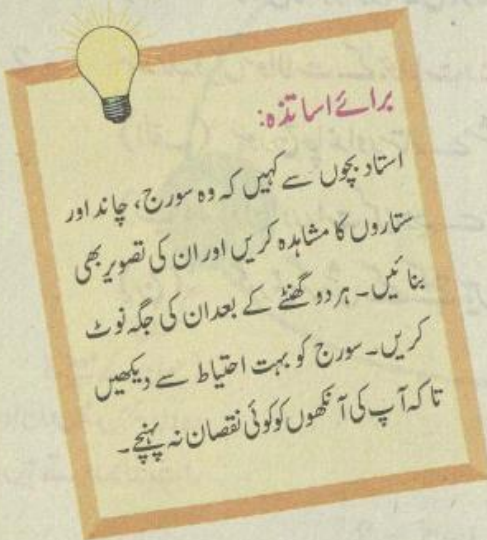 برائے اساتذہ:
استاد بچوں سے کہیں کہ وہ سورج، چاند اور
ستاروں کا مشاہدہ کریں اور ان کی تصویر بھی
بنائیں۔ ہر دو گھنٹے کے بعد ان کی جگہ نوٹ
کریں۔ سورج کو بہت احتیاط سے دیکھیں
تا کہ آپ کی آنکھوں کو کوئی نقصان نہ پہنچے۔